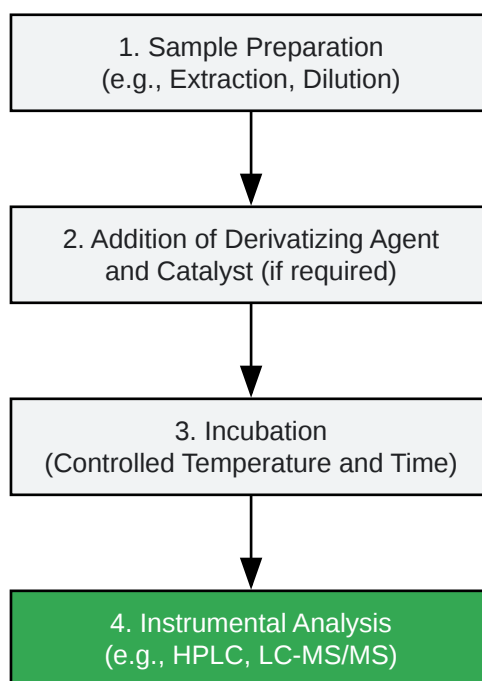 1. Sample Preparation
(e.g., Extraction, Dilution)
2. Addition of Derivatizing Agent
and Catalyst (if required)
3. Incubation
(Controlled Temperature and Time)
4. Instrumental Analysis
(e.g., HPLC, LC-MS/MS)